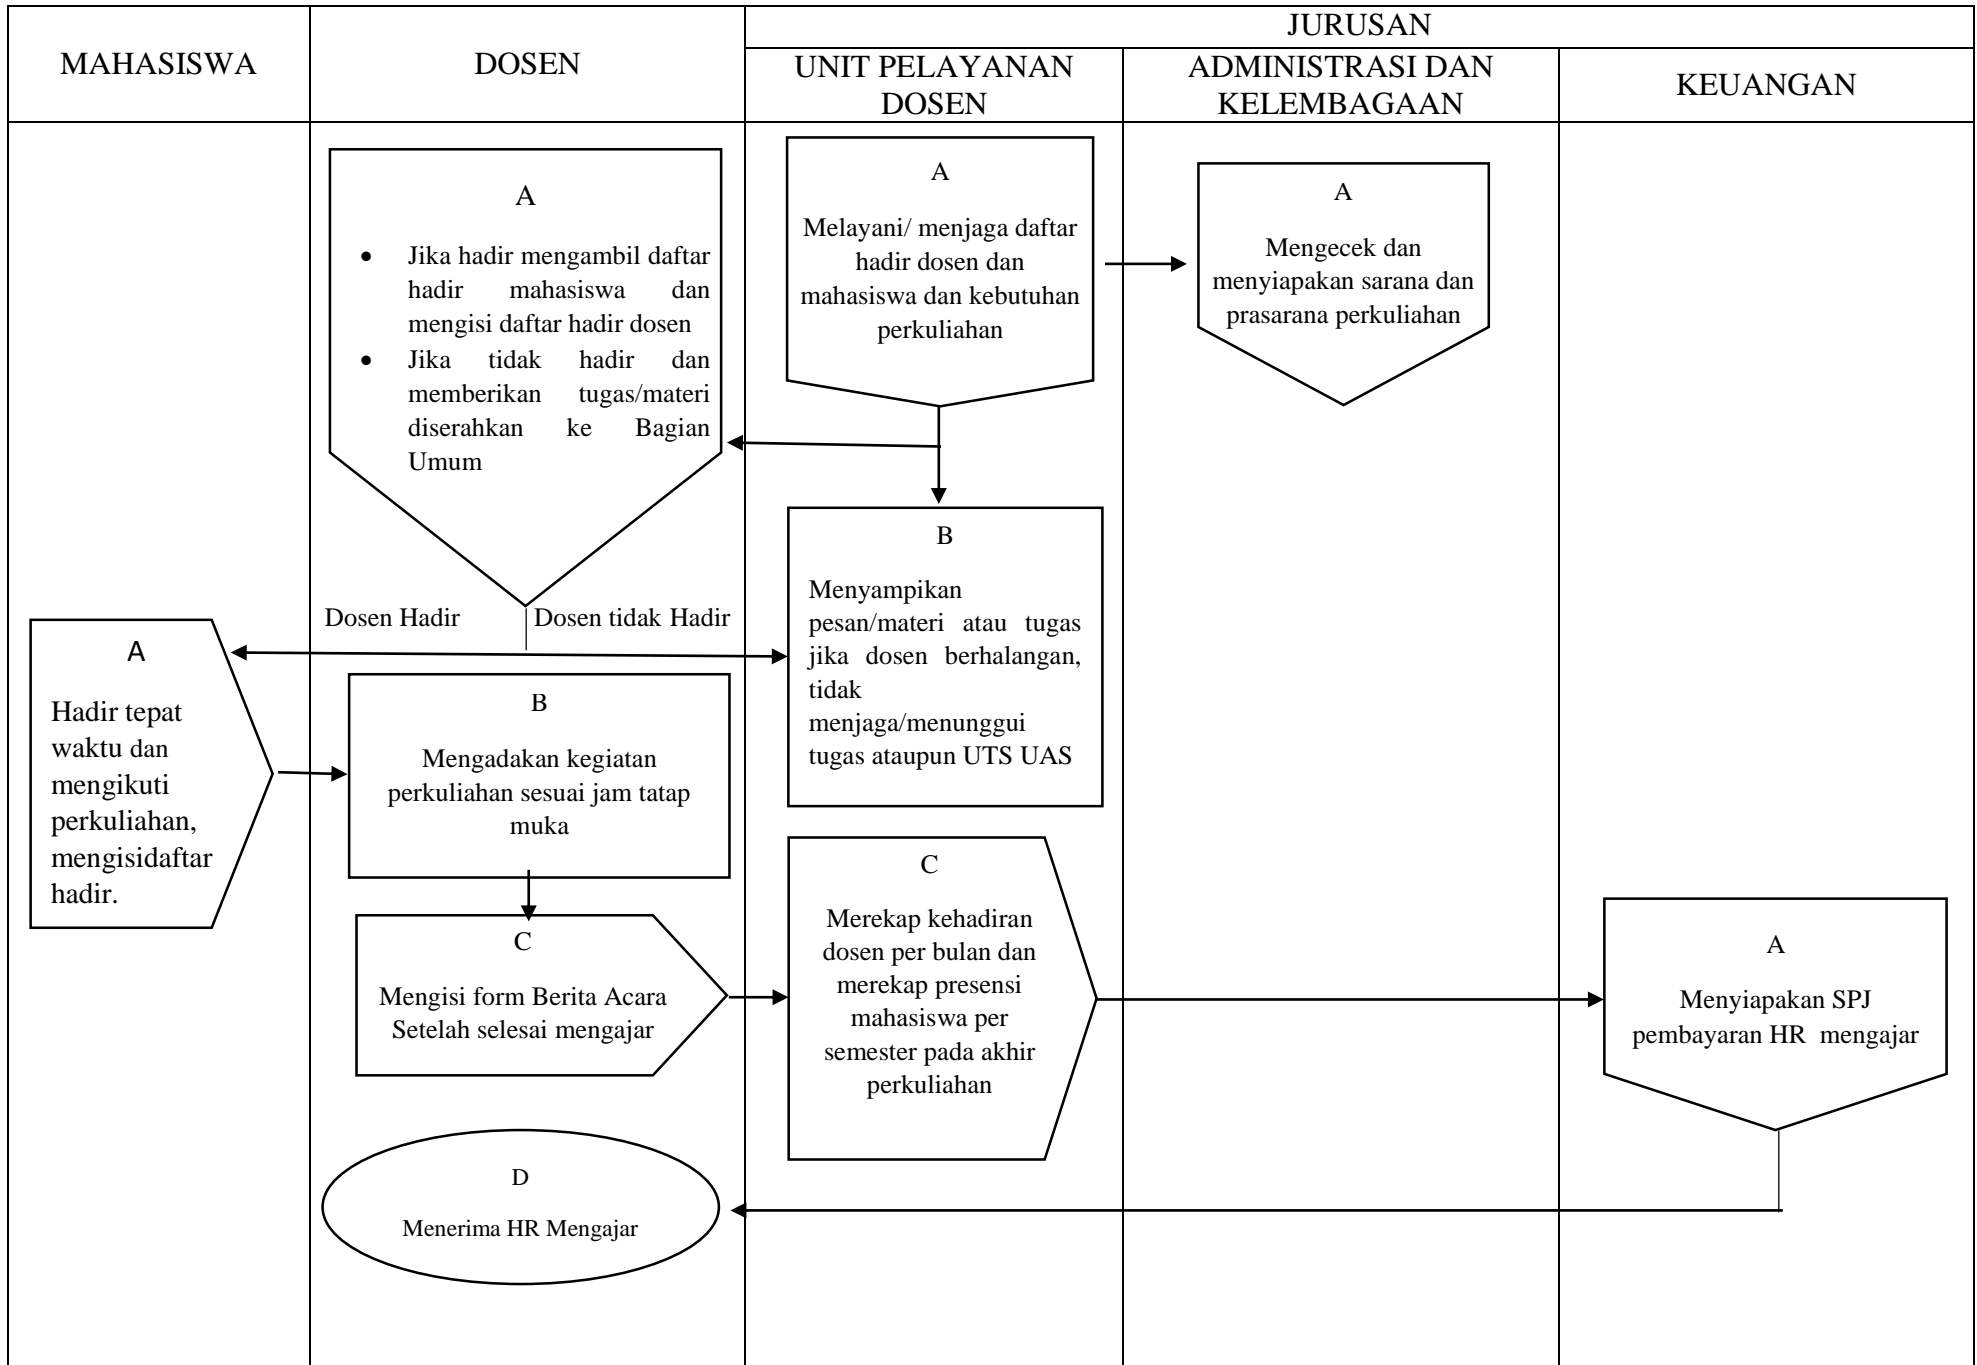 MAHASISWA
DOSEN
JURUSAN
UNIT PELAYANAN
DOSEN
ADMINISTRASI DAN
KELEMBAGAAN
KEUANGAN
A
• Jika hadir mengambil daftar
hadir mahasiswa dan
mengisi daftar hadir dosen
• Jika tidak hadir dan
memberikan tugas/materi
diserahkan ke Bagian
Umum
A
Melayani/ menjaga daftar
hadir dosen dan
mahasiswa dan kebutuhan
perkuliahan
A
Mengecek dan
menyiapakan sarana dan
prasarana perkuliahan
Dosen Hadir
Dosen tidak Hadir
B
Menyampikan
pesan/materi atau tugas
jika dosen berhalangan,
tidak
menjaga/menunggui
tugas ataupun UTS UAS
A
Hadir tepat
waktu dan
mengikuti
perkuliahan,
mengisidaftar
hadir.
B
Mengadakan kegiatan
perkuliahan sesuai jam tatap
muka
C
Mengisi form Berita Acara
Setelah selesai mengajar
C
Merekap kehadiran
dosen per bulan dan
merekap presensi
mahasiswa per
semester pada akhir
perkuliahan
A
Menyiapakan SPJ
pembayaran HR  mengajar
D
Menerima HR Mengajar